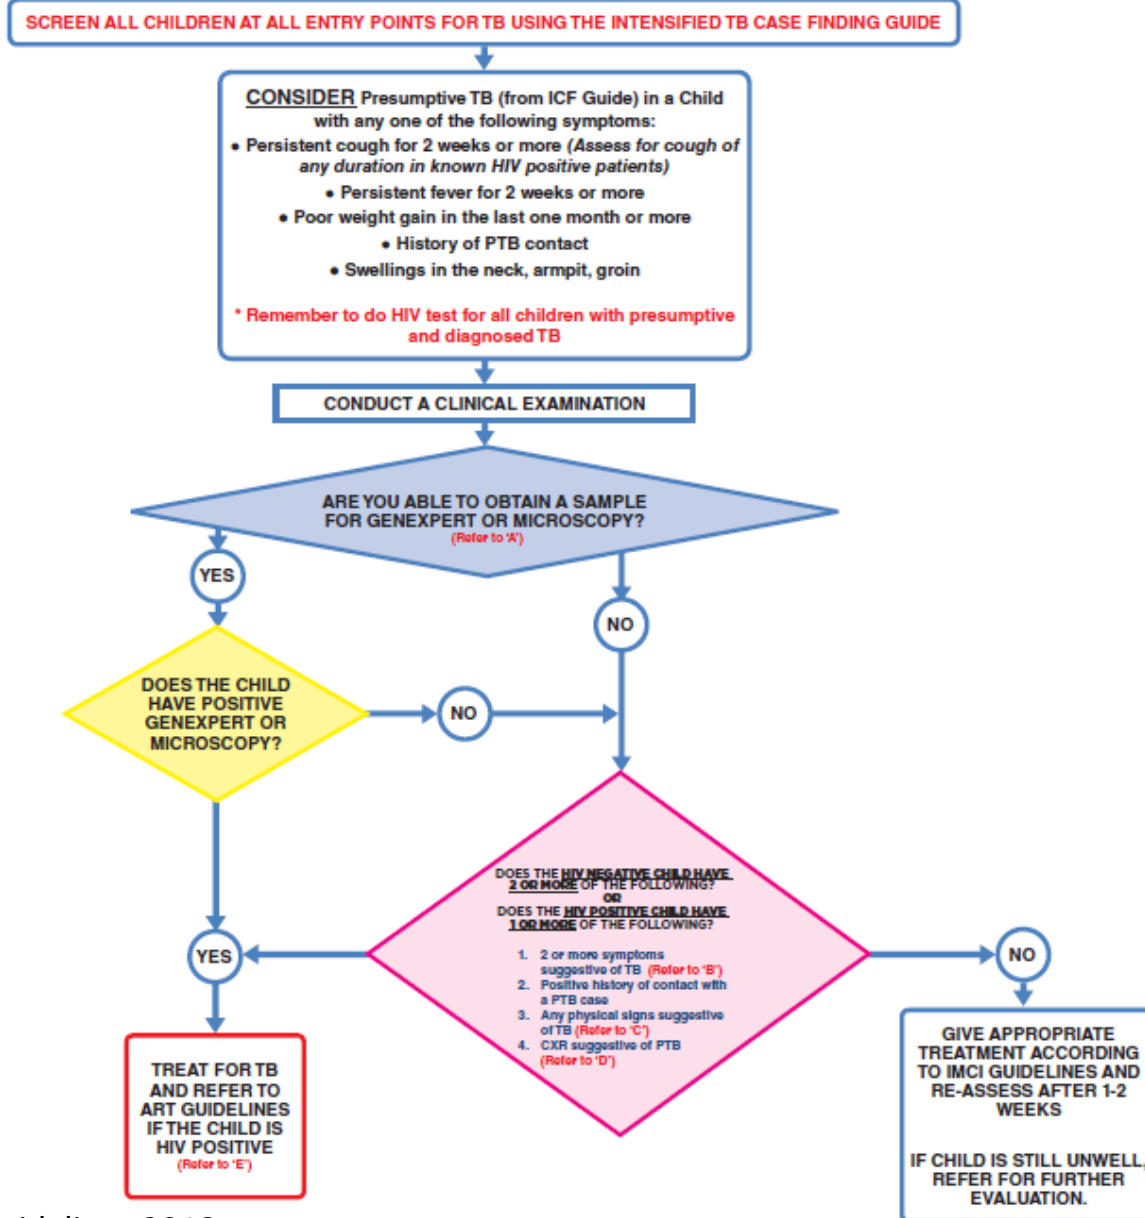 SCREEN ALL CHILDREN AT ALL ENTRY POINTS FOR TB USING THE INTENSIFIED TB CASE FINDING GUIDE
CONSIDER Presumptive TB (from ICF Guide) in a Child
with any one of the following symptoms:
• Persistent cough for 2 weeks or more (Assess for cough of
any duration in known HIV positive patients)
• Persistent fever for 2 weeks or more
• Poor weight gain in the last one month or more
• History of PTB contact
• Swellings in the neck, armpit, groin
* Remember to do HIV test for all children with presumptive
and diagnosed TB
CONDUCT A CLINICAL EXAMINATION
ARE YOU ABLE TO OBTAIN A SAMPLE
FOR GENEXPERT OR MICROSCOPY?
(Refer to 'A')
YES
NO
DOES THE CHILD
HAVE POSITIVE
GENEXPERT OR
MICROSCOPY?
NO
DOES THE HIV NEGATIVE CHILD HAVE
2 OR MORE OF THE FOLLOWING?
OR
DOES THE HIV POSITIVE CHILD HAVE
1 OR MORE OF THE FOLLOWING?
1. 2 or more symptoms
suggestive of TB (Refer to 'B')
2. Positive history of contact with
a PTB case
3. Any physical signs suggestive
of TB (Refer to 'C')
4. CXR suggestive of PTB
(Refer to 'D')
YES
NO
TREAT FOR TB
AND REFER TO
ART GUIDELINES
IF THE CHILD IS
HIV POSITIVE
(Refer to 'E')
GIVE APPROPRIATE
TREATMENT ACCORDING
TO IMCI GUIDELINES AND
RE-ASSESS AFTER 1-2
WEEKS
IF CHILD IS STILL UNWELL,
REFER FOR FURTHER
EVALUATION.